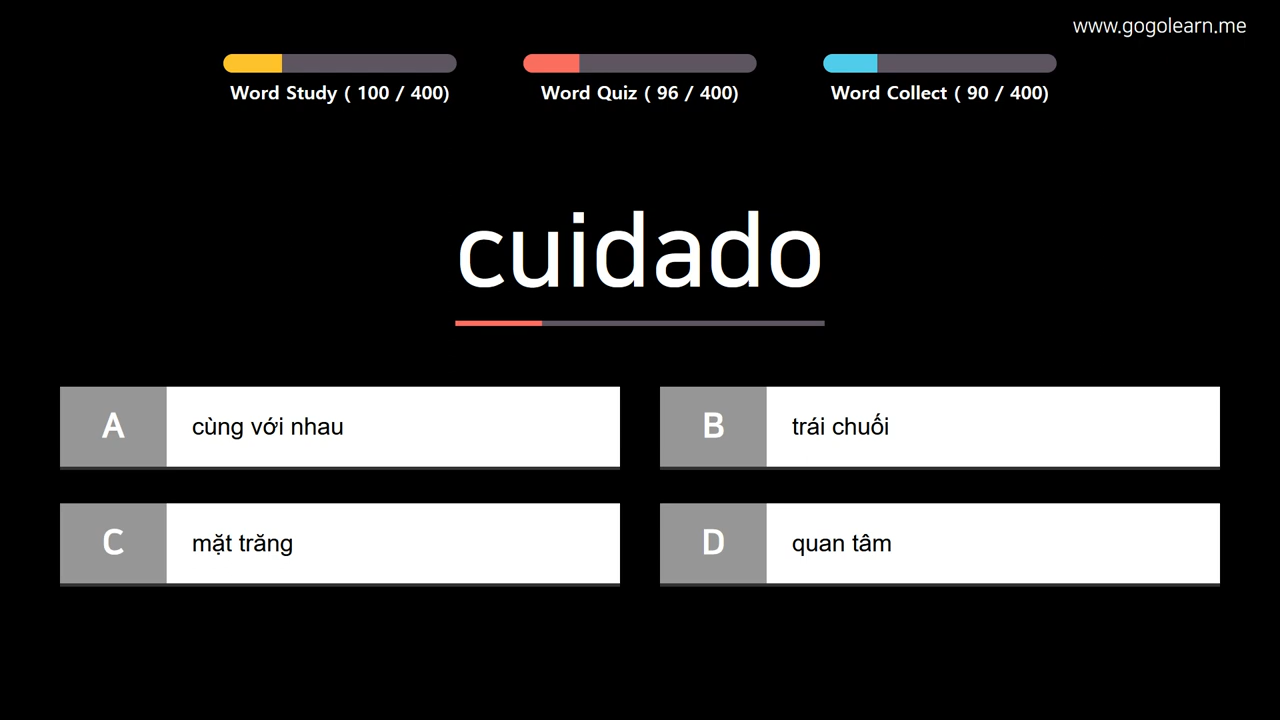 www.gogolearn.me
Word Study ( 100 / 400)
Word Quiz ( 96 / 400)
Word Collect ( 90 / 400)
cuidado
A
cùng với nhau
B
trái chuối
C
mặt trăng
D
quan tâm